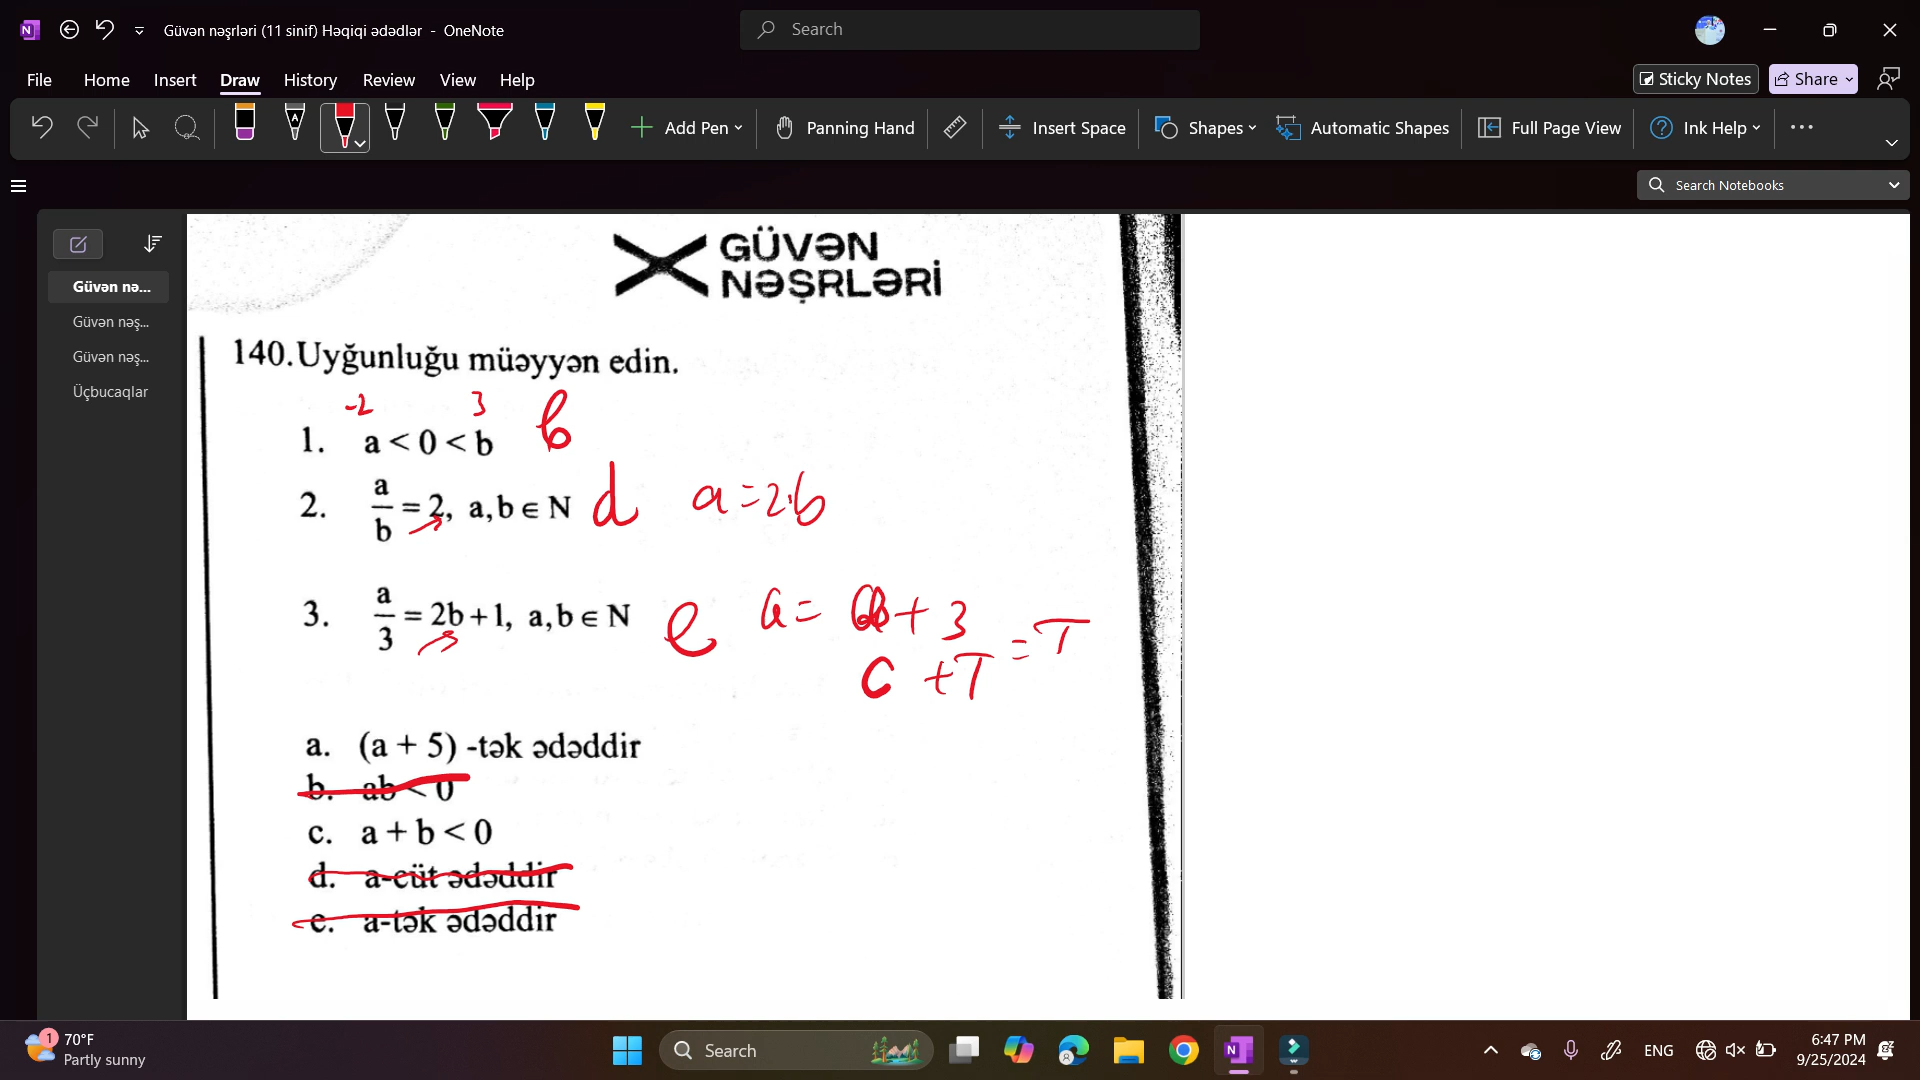 Güvən nəşrləri (11 sinif) Həqiqi ədədlər - OneNote
Search
File Home Insert Draw History Review View Help
Sticky Notes Share
Add Pen Panning Hand Insert Space Shapes Automatic Shapes Full Page View Ink Help
Search Notebooks
Güvən nə...
Güvən nəş...
Güvən nəş...
Üçbucaqlar
GÜVƏN
NƏŞRLƏRİ
140.Uyğunluğu müəyyən edin.
-2 3
1. a < 0 < b b
2. a/b = 2, a,b ∈ N d a = 2·b
3. a/3 = 2b+1, a,b ∈ N e a = 6b + 3
C + T = T
a. (a + 5) -tək ədəddir
b. ab < 0
c. a + b < 0
d. a-cüt ədəddir
e. a-tək ədəddir
1 70°F
Partly sunny
Search
ENG
6:47 PM
9/25/2024